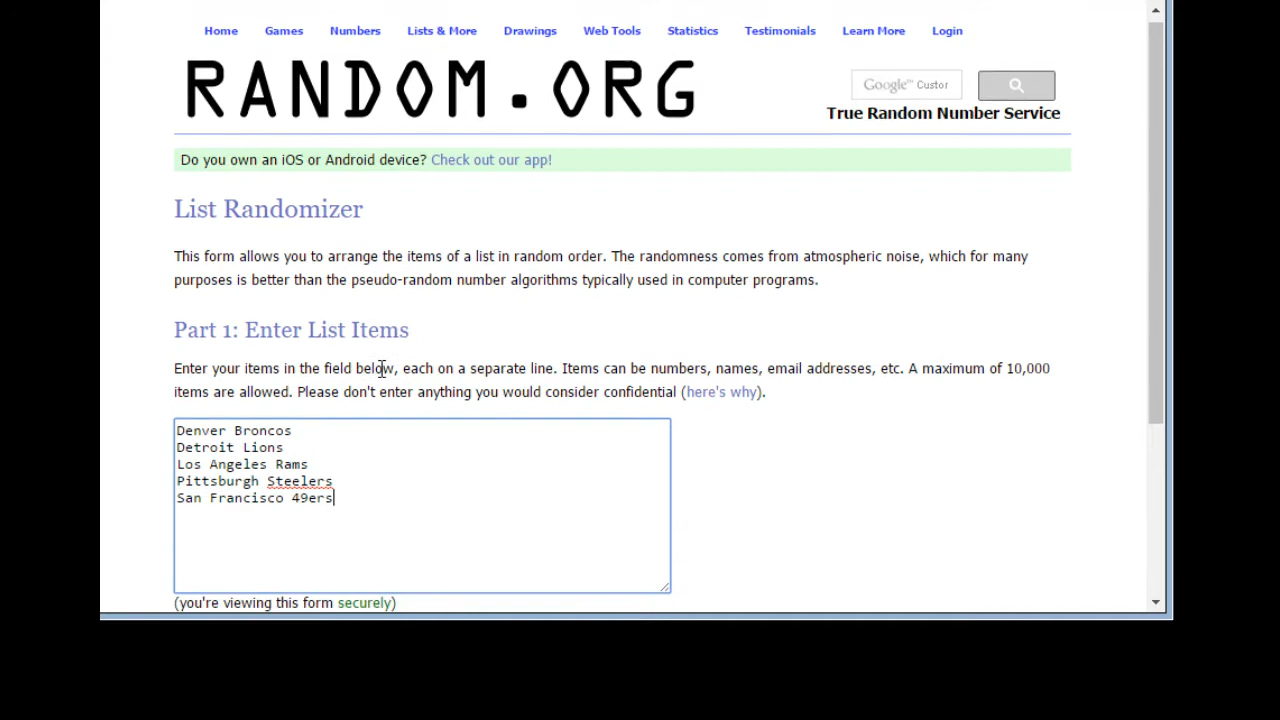 Home Games Numbers Lists & More Drawings Web Tools Statistics Testimonials Learn More Login
RANDOM.ORG
Google™ Custor
True Random Number Service
Do you own an iOS or Android device? Check out our app!
List Randomizer
This form allows you to arrange the items of a list in random order. The randomness comes from atmospheric noise, which for many
purposes is better than the pseudo-random number algorithms typically used in computer programs.
Part 1: Enter List Items
Enter your items in the field below, each on a separate line. Items can be numbers, names, email addresses, etc. A maximum of 10,000
items are allowed. Please don't enter anything you would consider confidential (here's why).
Denver Broncos
Detroit Lions
Los Angeles Rams
Pittsburgh Steelers
San Francisco 49ers
(you're viewing this form securely)